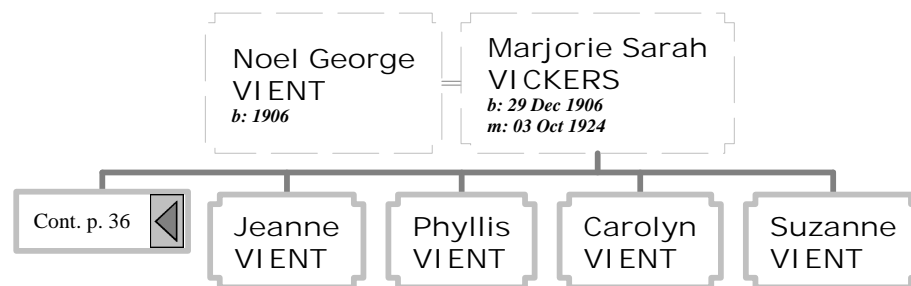 Noel George
VIENT
b: 1906
Marjorie Sarah
VICKERS
b: 29 Dec 1906
m: 03 Oct 1924
Cont. p. 36
Jeanne
VIENT
Phyllis
VIENT
Carolyn
VIENT
Suzanne
VIENT